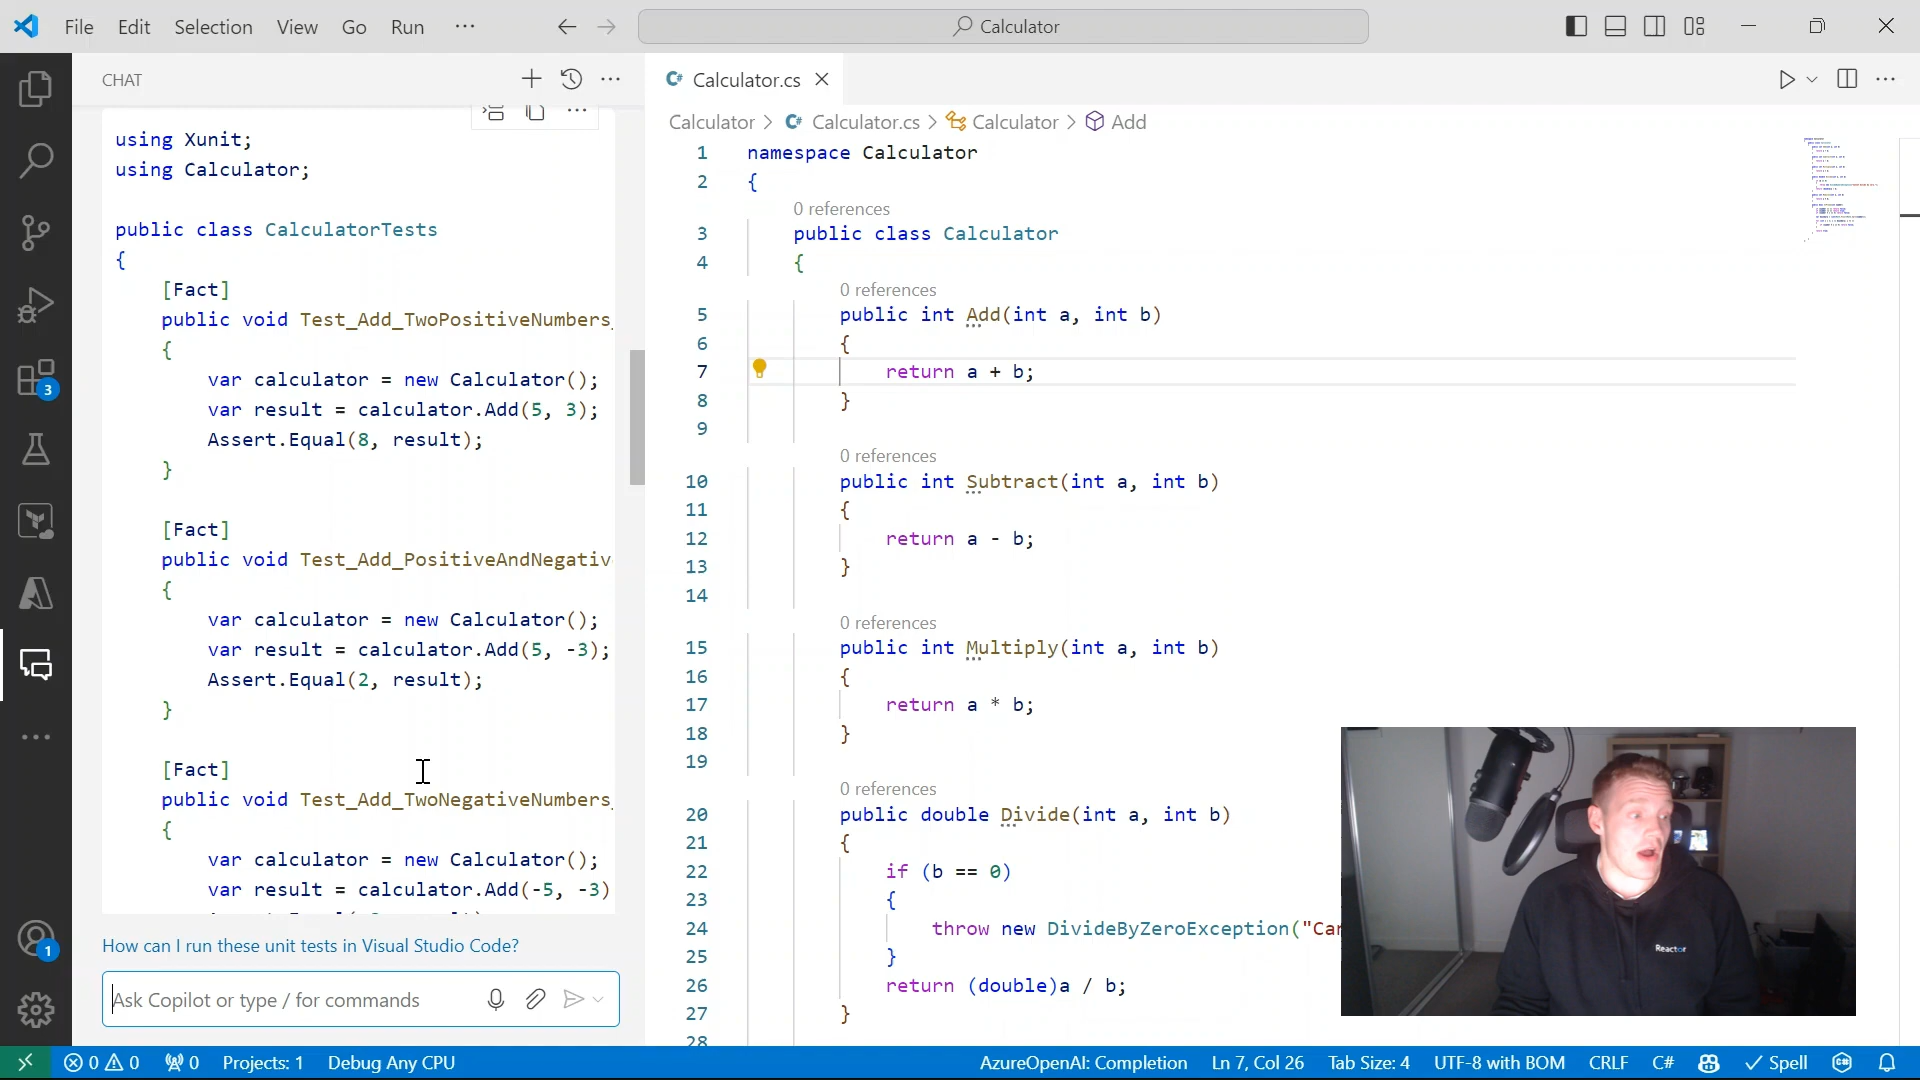 File Edit Selection View Go Run ···
Calculator
CHAT
using Xunit;
using Calculator;
public class CalculatorTests
{
[Fact]
public void Test_Add_TwoPositiveNumbers_
{
var calculator = new Calculator();
var result = calculator.Add(5, 3);
Assert.Equal(8, result);
}
[Fact]
public void Test_Add_PositiveAndNegativ
{
var calculator = new Calculator();
var result = calculator.Add(5, -3);
Assert.Equal(2, result);
}
[Fact]
public void Test_Add_TwoNegativeNumbers_
{
var calculator = new Calculator();
var result = calculator.Add(-5, -3)
How can I run these unit tests in Visual Studio Code?
Ask Copilot or type / for commands
3
1
C# Calculator.cs
Calculator > C# Calculator.cs > Calculator > Add
1 namespace Calculator
2 {
0 references
3 public class Calculator
4 {
0 references
5 public int Add(int a, int b)
6 {
7 return a + b;
8 }
9
0 references
10 public int Subtract(int a, int b)
11 {
12 return a - b;
13 }
14
0 references
15 public int Multiply(int a, int b)
16 {
17 return a * b;
18 }
19
0 references
20 public double Divide(int a, int b)
21 {
22 if (b == 0)
23 {
24 throw new DivideByZeroException("Can
25 }
26 return (double)a / b;
27 }
28
Reactor
0 0 0 Projects: 1 Debug Any CPU AzureOpenAI: Completion Ln 7, Col 26 Tab Size: 4 UTF-8 with BOM CRLF C# Spell